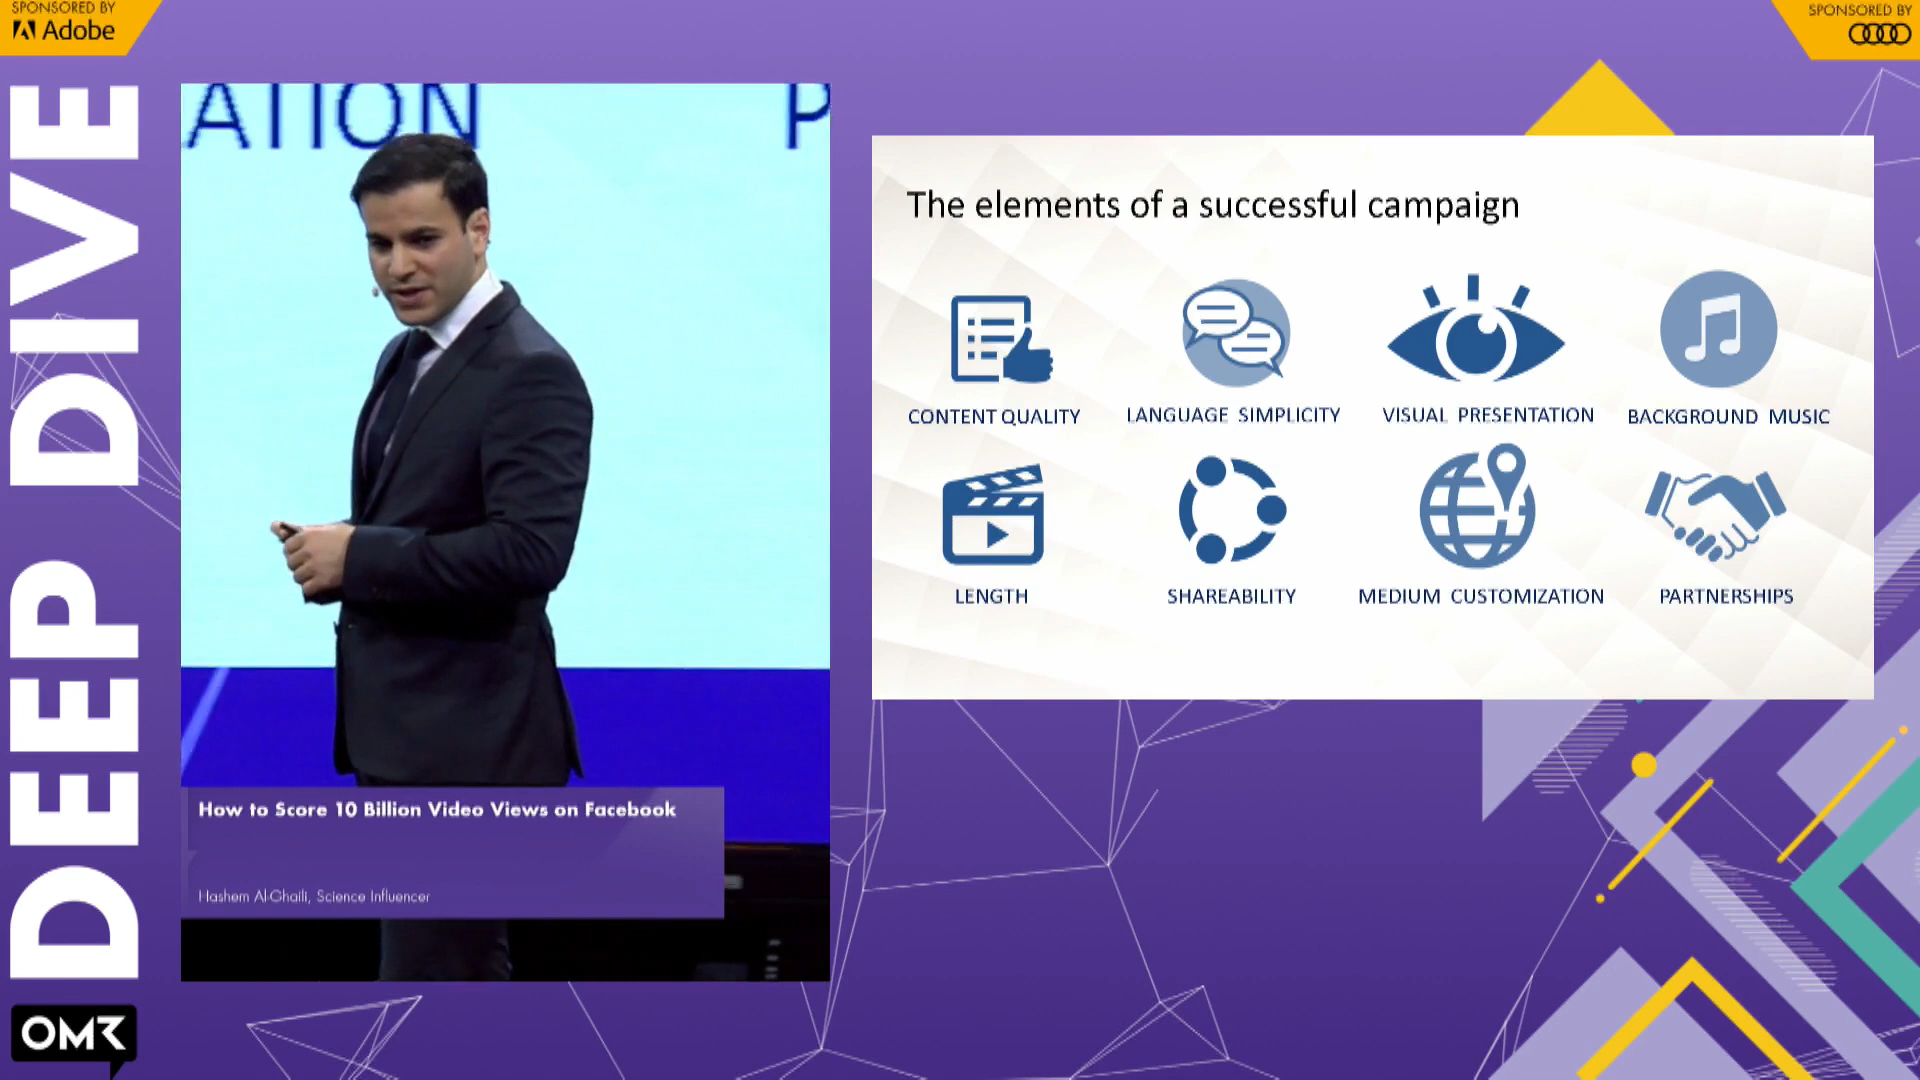 SPONSORED BY
Adobe
SPONSORED BY
DEEP DIVE
ATION
P
The elements of a successful campaign
CONTENT QUALITY
LANGUAGE SIMPLICITY
VISUAL PRESENTATION
BACKGROUND MUSIC
LENGTH
SHAREABILITY
MEDIUM CUSTOMIZATION
PARTNERSHIPS
How to Score 10 Billion Video Views on Facebook
Hashem Al-Ghaili, Science Influencer
OMR